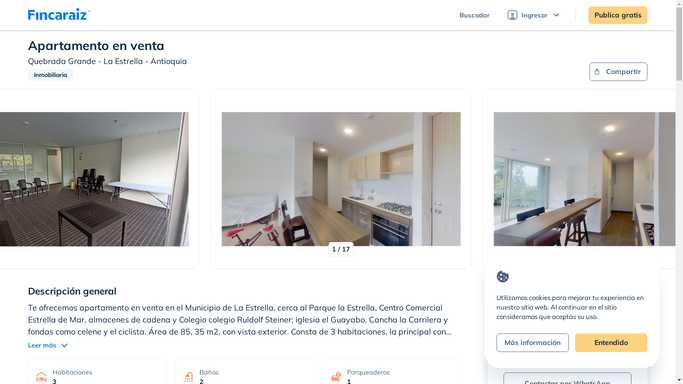 Fincaraiz
Buscador
Ingresar
Publica gratis
Apartamento en venta
Quebrada Grande - La Estrella - Antioquia
Inmobiliaria
Compartir
1 / 17
Descripción general
Te ofrecemos apartamento en venta en el Municipio de La Estrella, cerca al Parque la Estrella, Centro Comercial
Estrella de Mar, almacenes de cadena y Colegio colegio Ruldolf Steiner; iglesia el Guayabo, Cancha la Carrilera y
fondas como celene y el ciclista. Área de 85, 35 m2, con vista exterior. Consta de 3 habitaciones, la principal con...
Leer más
Habitaciones
3
Baños
2
Parqueaderos
1
Utilizamos cookies para mejorar tu experiencia en
nuestro sitio web. Al continuar en el sitio
consideramos que aceptas su uso.
Más información
Entendido
Contactar por WhatsApp